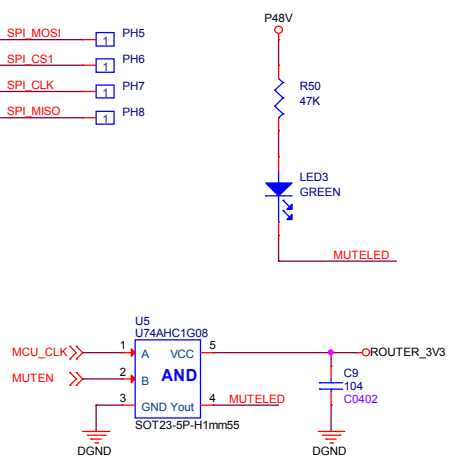 P48V
SPI_MOSI 1 PH5
SPI_CS1 1 PH6
SPI_CLK 1 PH7
SPI_MISO 1 PH8
R50
47K
LED3
GREEN
MUTELED
U5
U74AHC1G08
MCU_CLK 1 A VCC 5 ROUTER_3V3
MUTEN 2 B AND
3 GND Yout 4 MUTELED
SOT23-5P-H1mm55
C9
104
C0402
DGND DGND